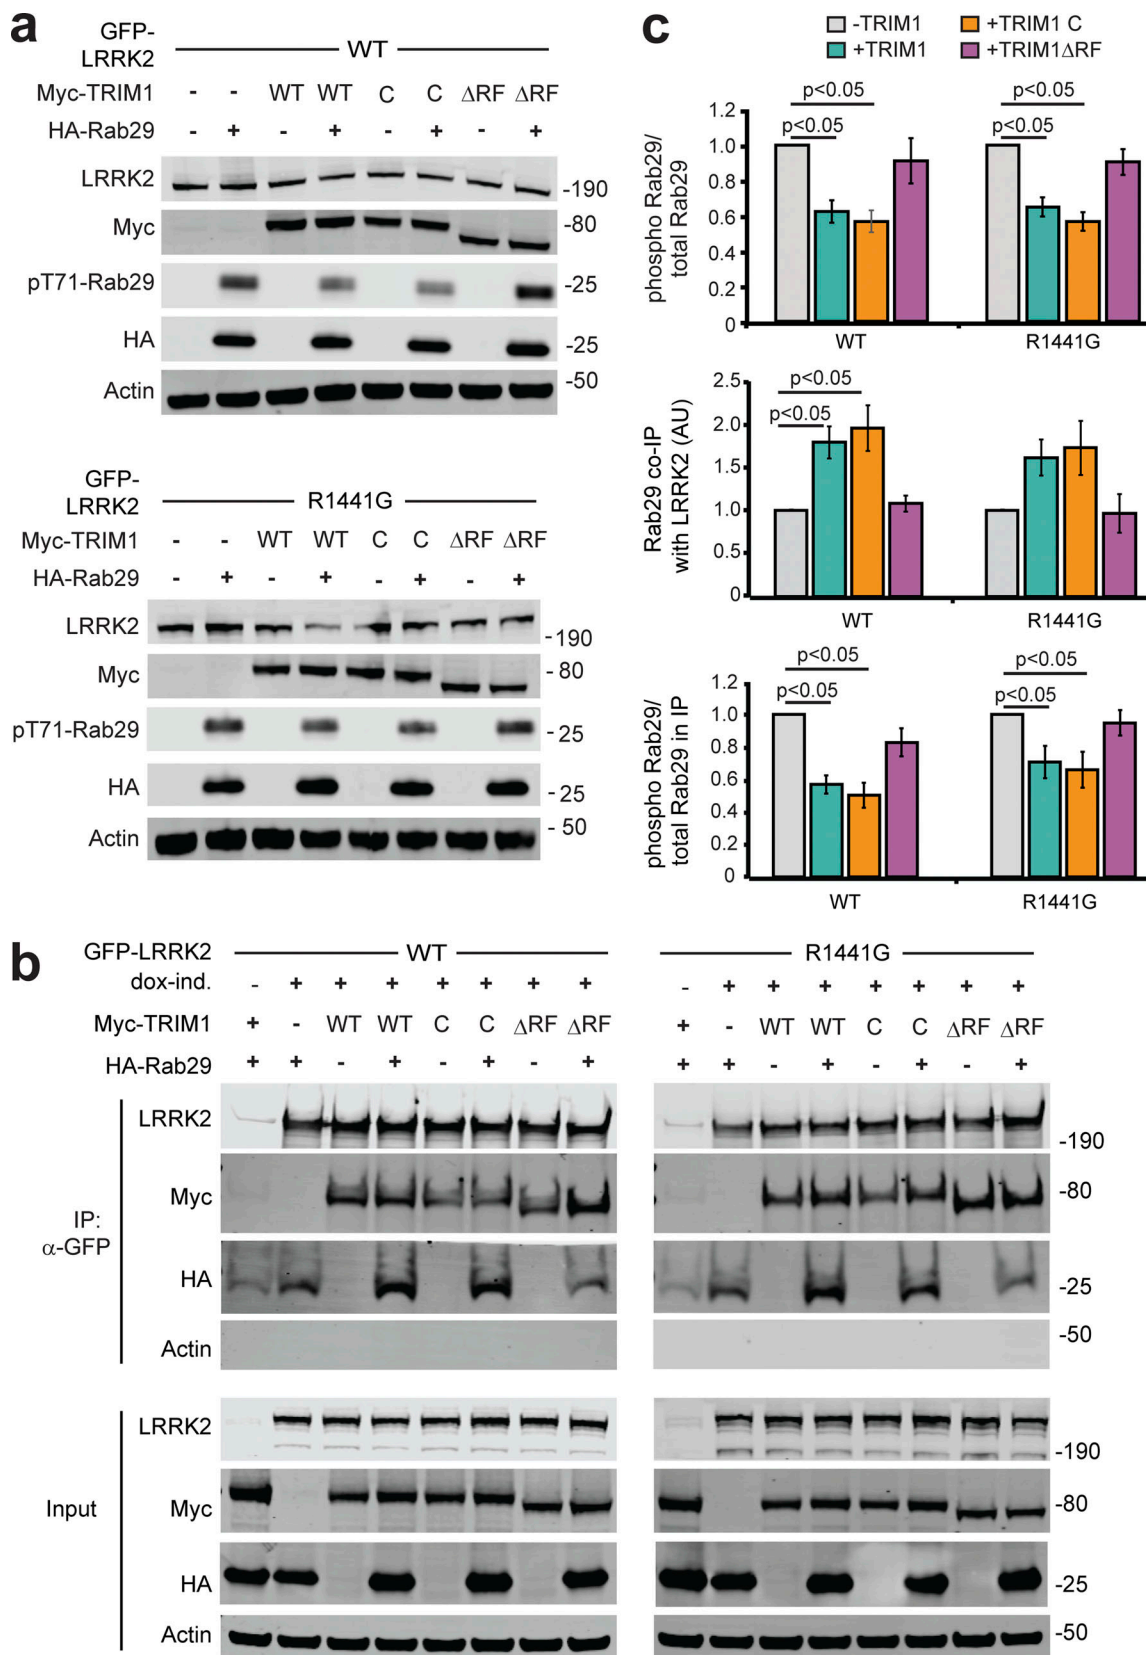 a
GFP-
LRRK2
WT
Myc-TRIM1 - - WT WT C C ΔRF ΔRF
HA-Rab29 - + - + - + - +
LRRK2 -190
Myc -80
pT71-Rab29 -25
HA -25
Actin -50
GFP-
LRRK2
R1441G
Myc-TRIM1 - - WT WT C C ΔRF ΔRF
HA-Rab29 - + - + - + - +
LRRK2 -190
Myc -80
pT71-Rab29 -25
HA -25
Actin -50
c
-TRIM1 +TRIM1 C
+TRIM1 +TRIM1ΔRF
phospho Rab29/
total Rab29
1.2
1.0
0.8
0.6
0.4
0.2
0
p<0.05
p<0.05
p<0.05
p<0.05
WT R1441G
Rab29 co-IP
with LRRK2 (AU)
2.5
2.0
1.5
1.0
0.5
0
p<0.05
p<0.05
WT R1441G
phospho Rab29/
total Rab29 in IP
1.2
1.0
0.8
0.6
0.4
0.2
0
p<0.05
p<0.05
p<0.05
p<0.05
WT R1441G
b
GFP-LRRK2 WT R1441G
dox-ind. - + + + + + + + - + + + + + + +
Myc-TRIM1 + - WT WT C C ΔRF ΔRF + - WT WT C C ΔRF ΔRF
HA-Rab29 + + - + - + - + + + - + - + - +
IP:
α-GFP
LRRK2 -190
Myc -80
HA -25
Actin -50
Input
LRRK2 -190
Myc -80
HA -25
Actin -50